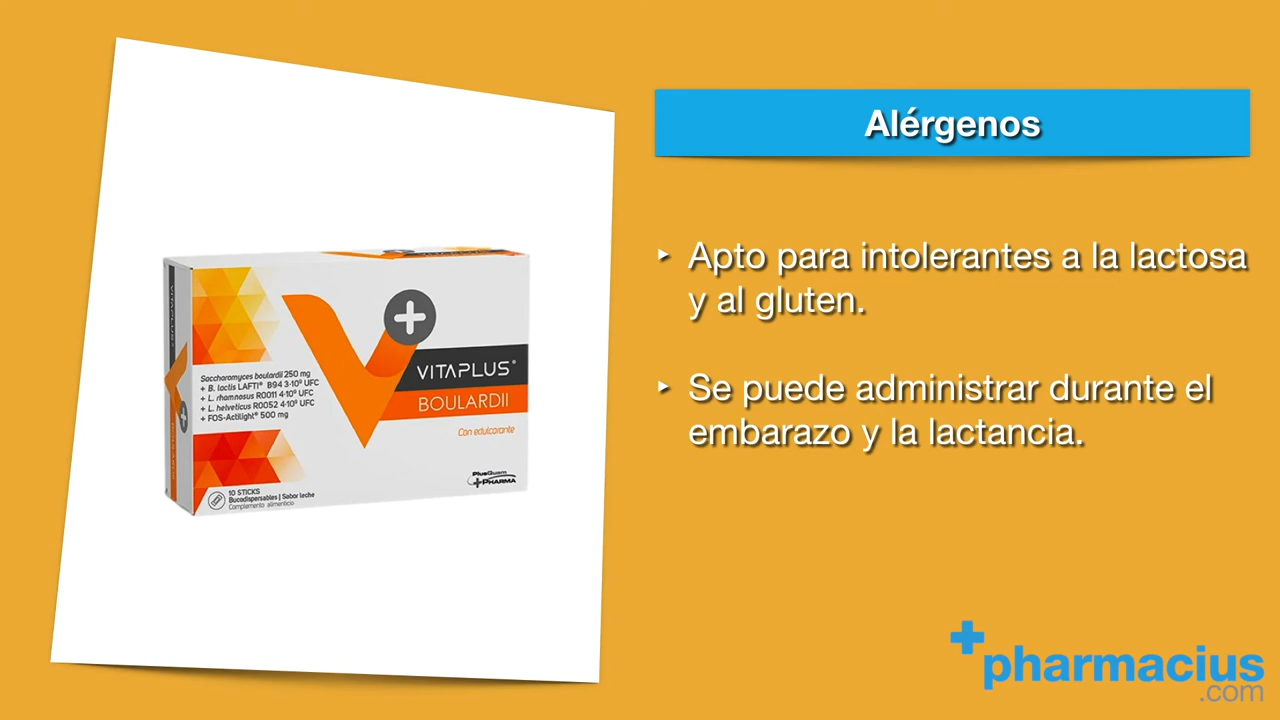 Alérgenos
▸ Apto para intolerantes a la lactosa
y al gluten.
▸ Se puede administrar durante el
embarazo y la lactancia.
VITAPLUS®
BOULARDII
Con edulcorante
Saccharomyces boulardii 250 mg
+ B. lactis LAFTI® B94 3·10⁹ UFC
+ L. rhamnosus R0011 4·10⁹ UFC
+ L. helveticus R0052 4·10⁹ UFC
+ FOS-Actilight® 500 mg
10 STICKS
Bucodispersables | Sabor leche
Complemento alimenticio
PlusQuam
+PHARMA
VITAPLUS
+pharmacius
.com